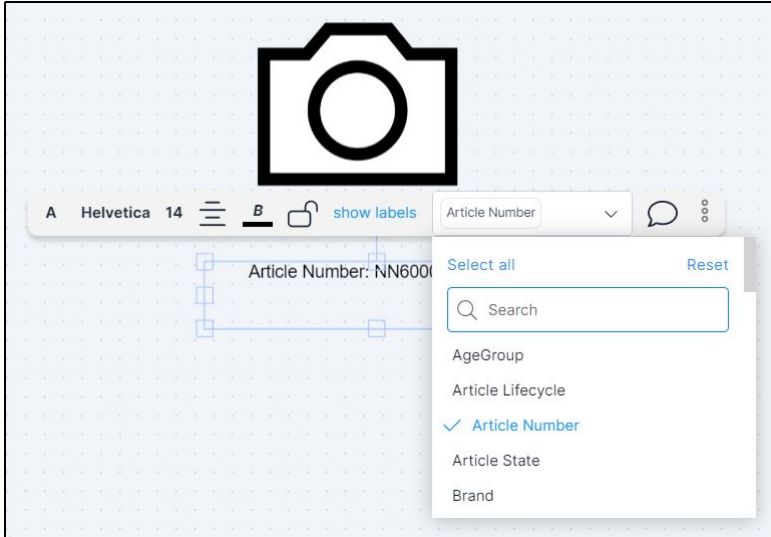 A Helvetica 14 B show labels Article Number
Article Number: NN6000
Select all Reset
Search
AgeGroup
Article Lifecycle
Article Number
Article State
Brand